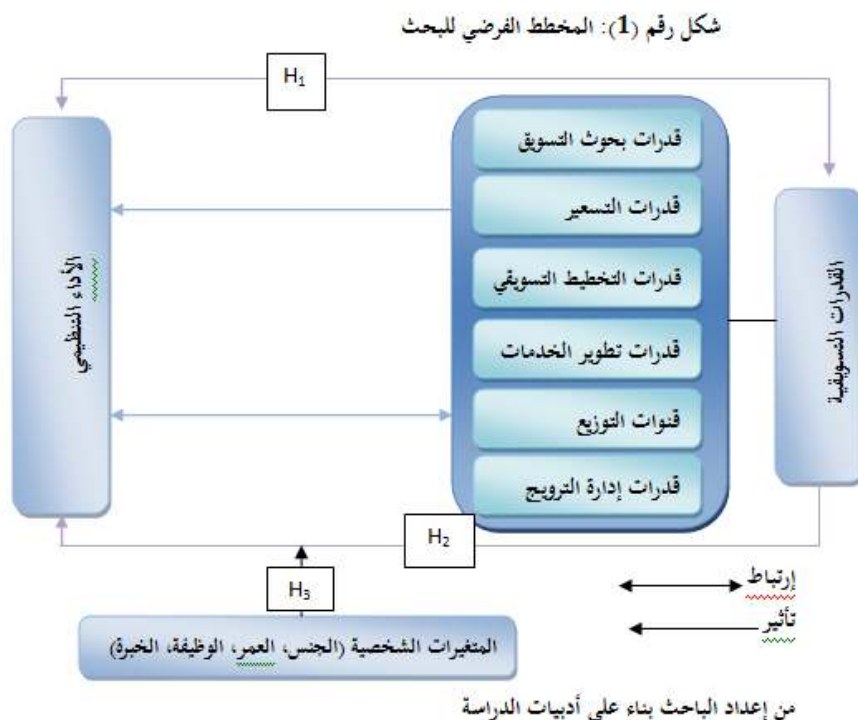 شكل رقم (1): المخطط الفرضي للبحث
H1
قدرات بحوث التسويق
قدرات التسعير
قدرات التخطيط التسويقي
قدرات تطوير الخدمات
قنوات التوزيع
قدرات إدارة الترويج
القدرات التسويقية
الأداء التنظيمي
H2
H3
إرتباط
تأثير
المتغيرات الشخصية (الجنس، العمر، الوظيفة، الخبرة)
من إعداد الباحث بناء على أدبيات الدراسة